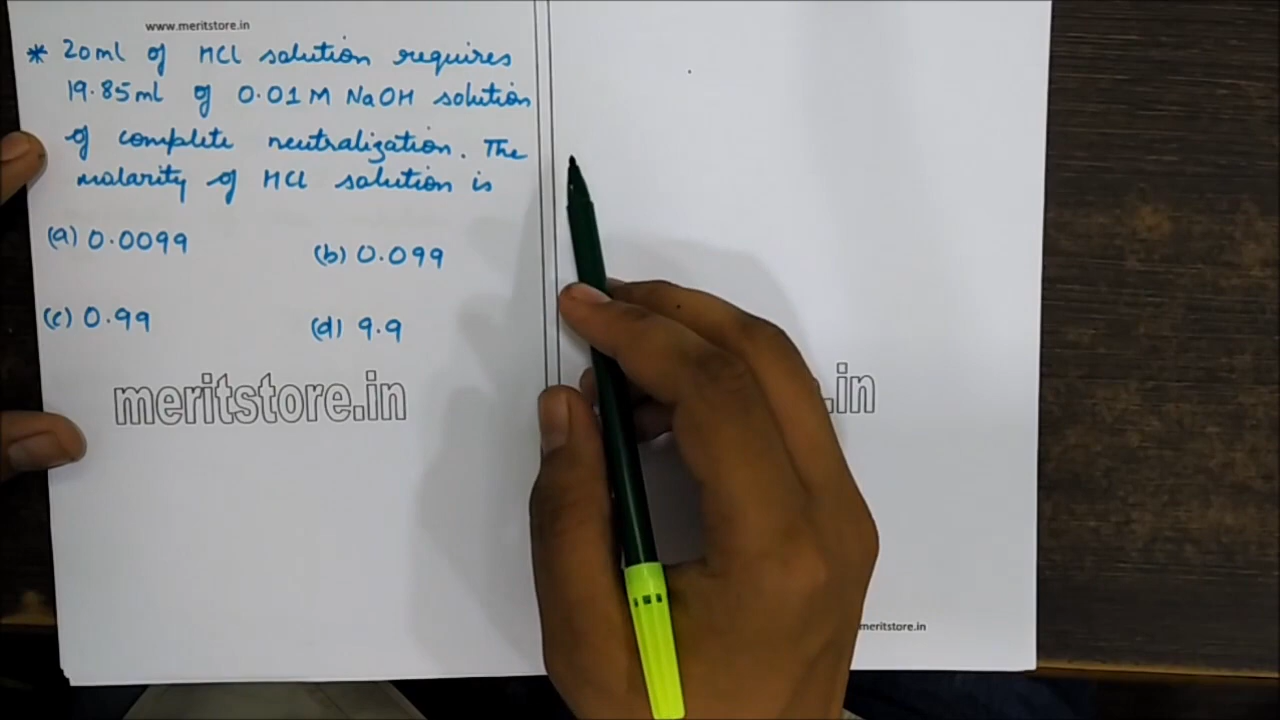 www.meritstore.in
* 20ml of HCl solution requires
19.85ml of 0.01M NaOH solution
of complete neutralization. The
molarity of HCl solution is
(a) 0.0099 (b) 0.099
(c) 0.99 (d) 9.9
meritstore.in
.in
meritstore.in